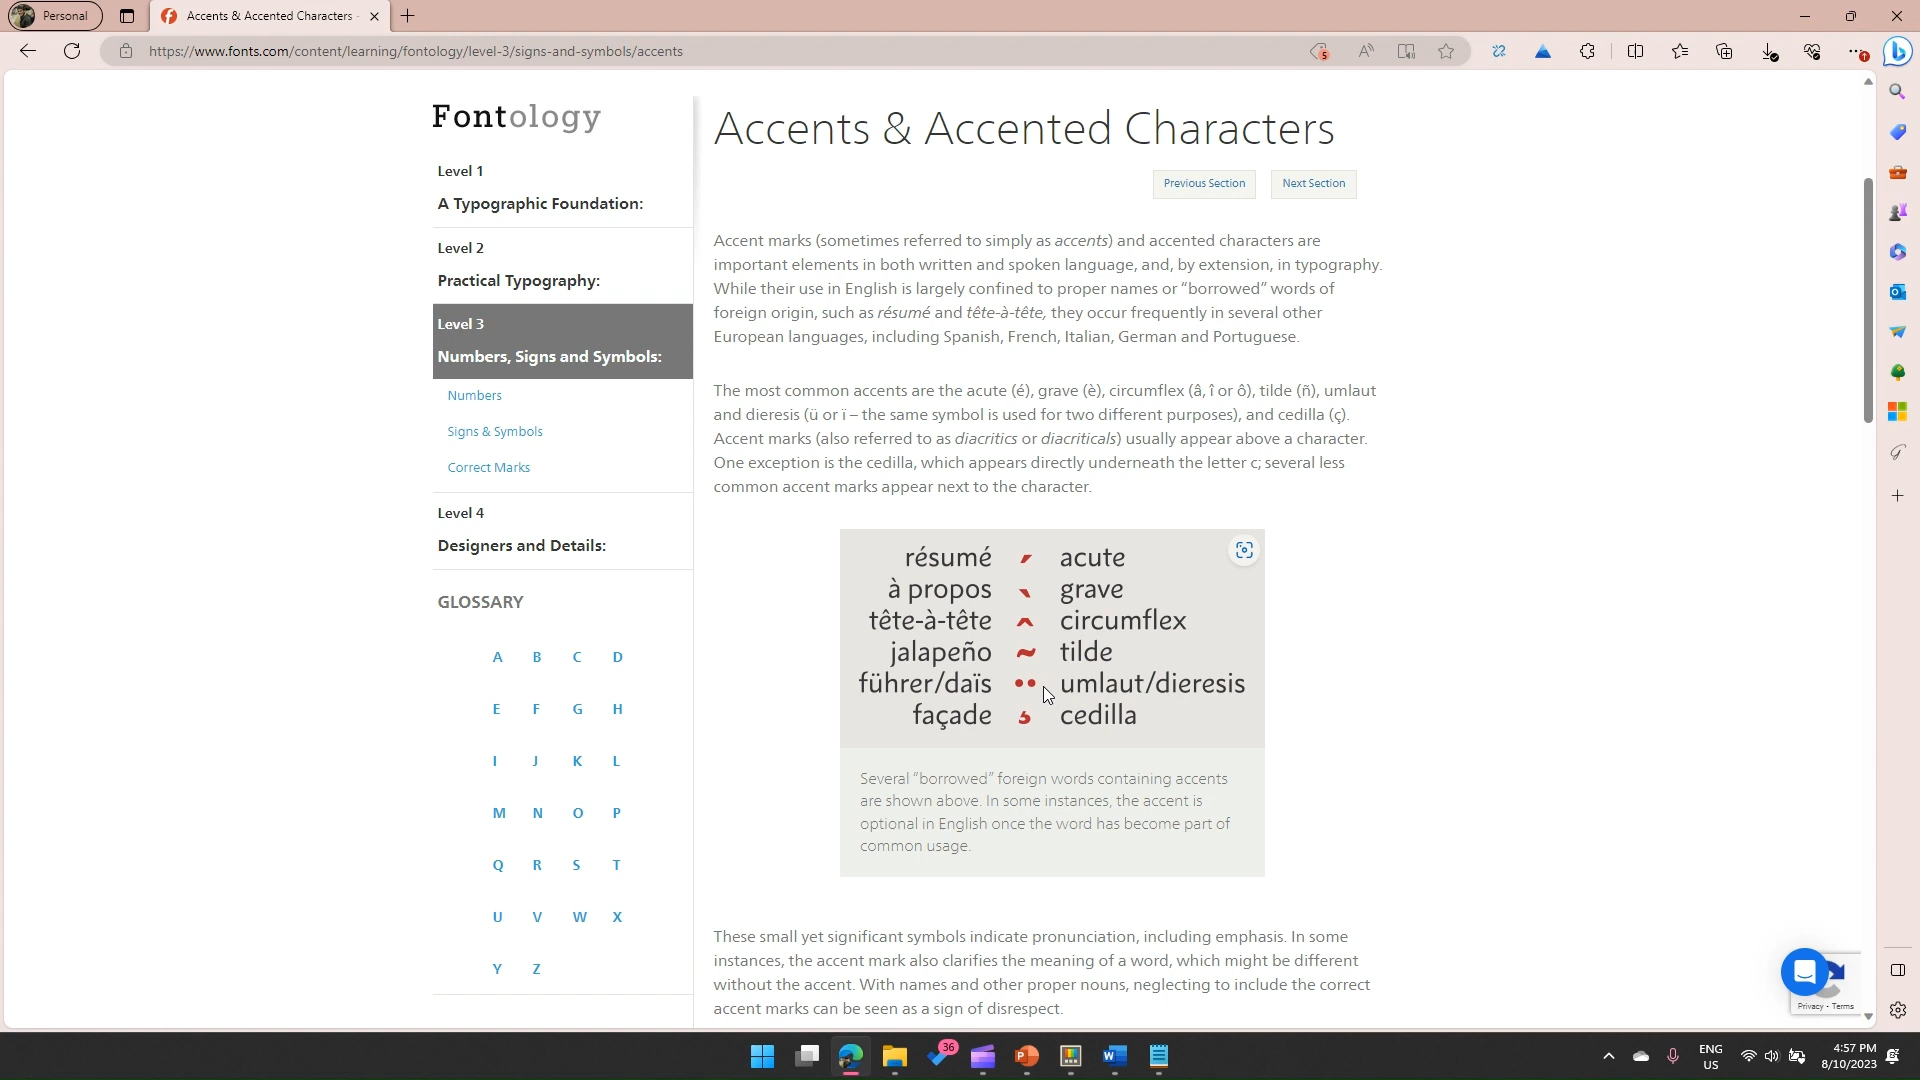 Personal
Accents & Accented Characters -
https://www.fonts.com/content/learning/fontology/level-3/signs-and-symbols/accents
5
Fontology
Level 1
A Typographic Foundation:
Level 2
Practical Typography:
Level 3
Numbers, Signs and Symbols:
Numbers
Signs & Symbols
Correct Marks
Level 4
Designers and Details:
GLOSSARY
A B C D
E F G H
I J K L
M N O P
Q R S T
U V W X
Y Z
Accents & Accented Characters
Previous Section Next Section
Accent marks (sometimes referred to simply as accents) and accented characters are
important elements in both written and spoken language, and, by extension, in typography.
While their use in English is largely confined to proper names or “borrowed” words of
foreign origin, such as résumé and tête-à-tête, they occur frequently in several other
European languages, including Spanish, French, Italian, German and Portuguese.
The most common accents are the acute (é), grave (è), circumflex (â, î or ô), tilde (ñ), umlaut
and dieresis (ü or ï – the same symbol is used for two different purposes), and cedilla (ç).
Accent marks (also referred to as diacritics or diacriticals) usually appear above a character.
One exception is the cedilla, which appears directly underneath the letter c; several less
common accent marks appear next to the character.
résumé ´ acute
à propos ` grave
tête-à-tête ^ circumflex
jalapeño ~ tilde
führer/daïs ¨ umlaut/dieresis
façade ¸ cedilla
Several “borrowed” foreign words containing accents
are shown above. In some instances, the accent is
optional in English once the word has become part of
common usage.
These small yet significant symbols indicate pronunciation, including emphasis. In some
instances, the accent mark also clarifies the meaning of a word, which might be different
without the accent. With names and other proper nouns, neglecting to include the correct
accent marks can be seen as a sign of disrespect.
Privacy - Terms
36
ENG
US
4:57 PM
8/10/2023